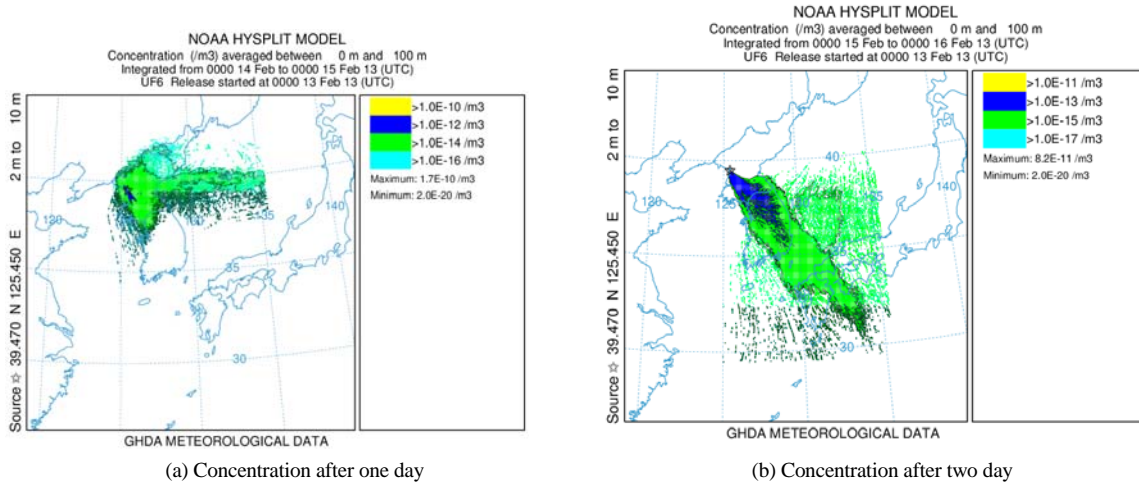 NOAA HYSPLIT MODEL
Concentration (/m3) averaged between 0 m and 100 m
Integrated from 0000 14 Feb to 0000 15 Feb 13 (UTC)
UF6 Release started at 0000 13 Feb 13 (UTC)
Source ☆ 39.470 N 125.450 E 2 m to 10 m
>1.0E-10 /m3
>1.0E-12 /m3
>1.0E-14 /m3
>1.0E-16 /m3
Maximum: 1.7E-10 /m3
Minimum: 2.0E-20 /m3
120
140
35
35
30
GHDA METEOROLOGICAL DATA
(a) Concentration after one day
NOAA HYSPLIT MODEL
Concentration (/m3) averaged between 0 m and 100 m
Integrated from 0000 15 Feb to 0000 16 Feb 13 (UTC)
UF6 Release started at 0000 13 Feb 13 (UTC)
Source ☆ 39.470 N 125.450 E 2 m to 10 m
>1.0E-11 /m3
>1.0E-13 /m3
>1.0E-15 /m3
>1.0E-17 /m3
Maximum: 8.2E-11 /m3
Minimum: 2.0E-20 /m3
40
120
125
140
30
GHDA METEOROLOGICAL DATA
(b) Concentration after two day